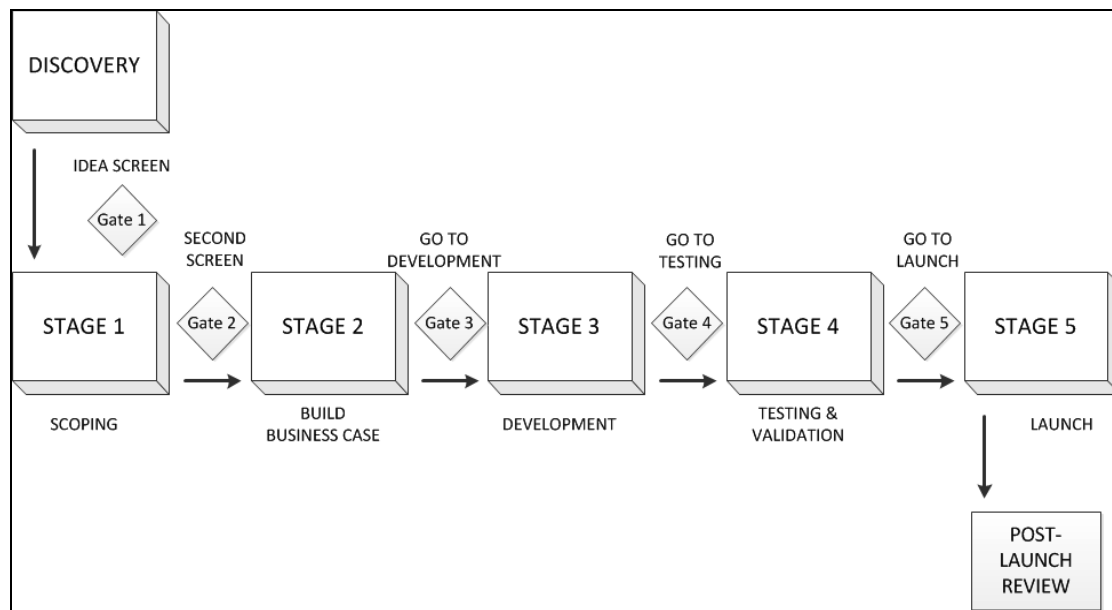 DISCOVERY
IDEA SCREEN
Gate 1
SECOND
SCREEN
GO TO
DEVELOPMENT
GO TO
TESTING
GO TO
LAUNCH
STAGE 1
Gate 2
STAGE 2
Gate 3
STAGE 3
Gate 4
STAGE 4
Gate 5
STAGE 5
SCOPING
BUILD
BUSINESS CASE
DEVELOPMENT
TESTING &
VALIDATION
LAUNCH
POST-
LAUNCH
REVIEW